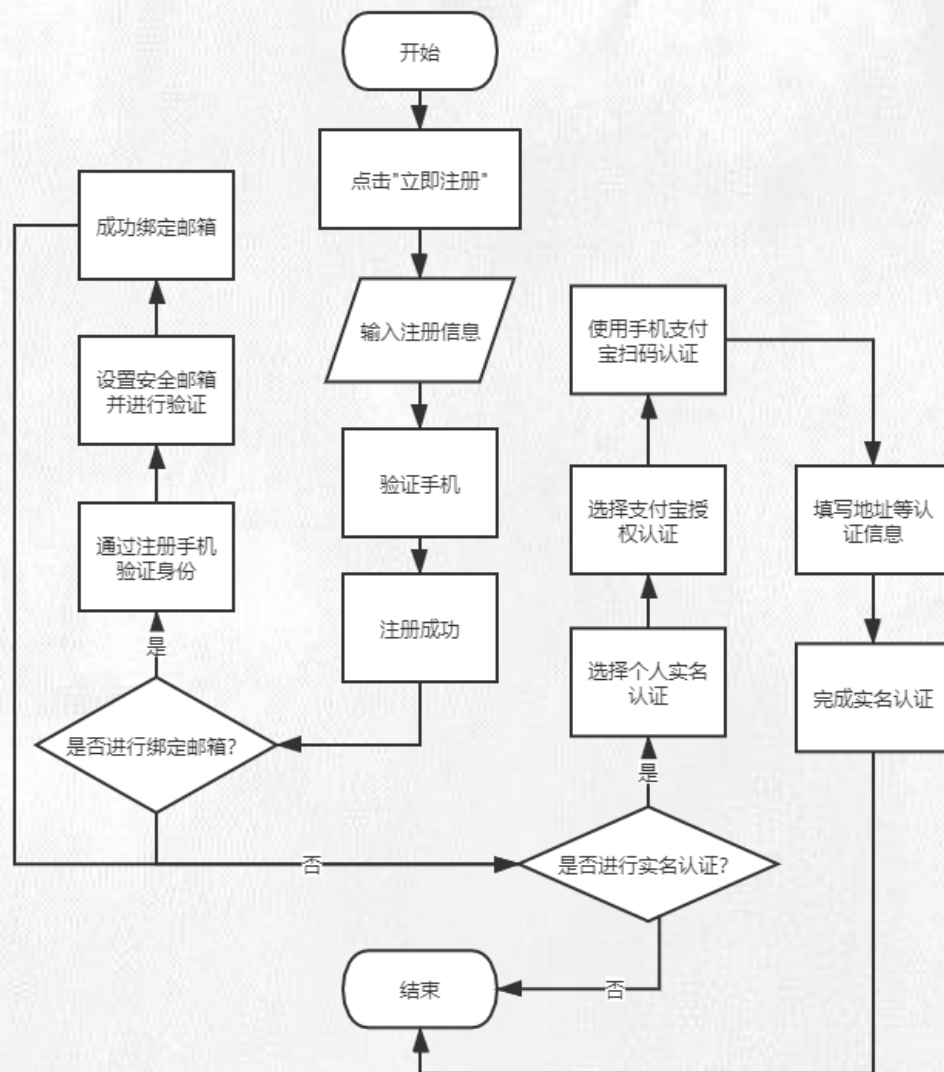 开始
点击"立即注册"
输入注册信息
验证手机
注册成功
是否进行绑定邮箱?
是
通过注册手机
验证身份
设置安全邮箱
并进行验证
成功绑定邮箱
否
是否进行实名认证?
是
选择个人实名
认证
选择支付宝授
权认证
使用手机支付
宝扫码认证
填写地址等认
证信息
完成实名认证
否
结束